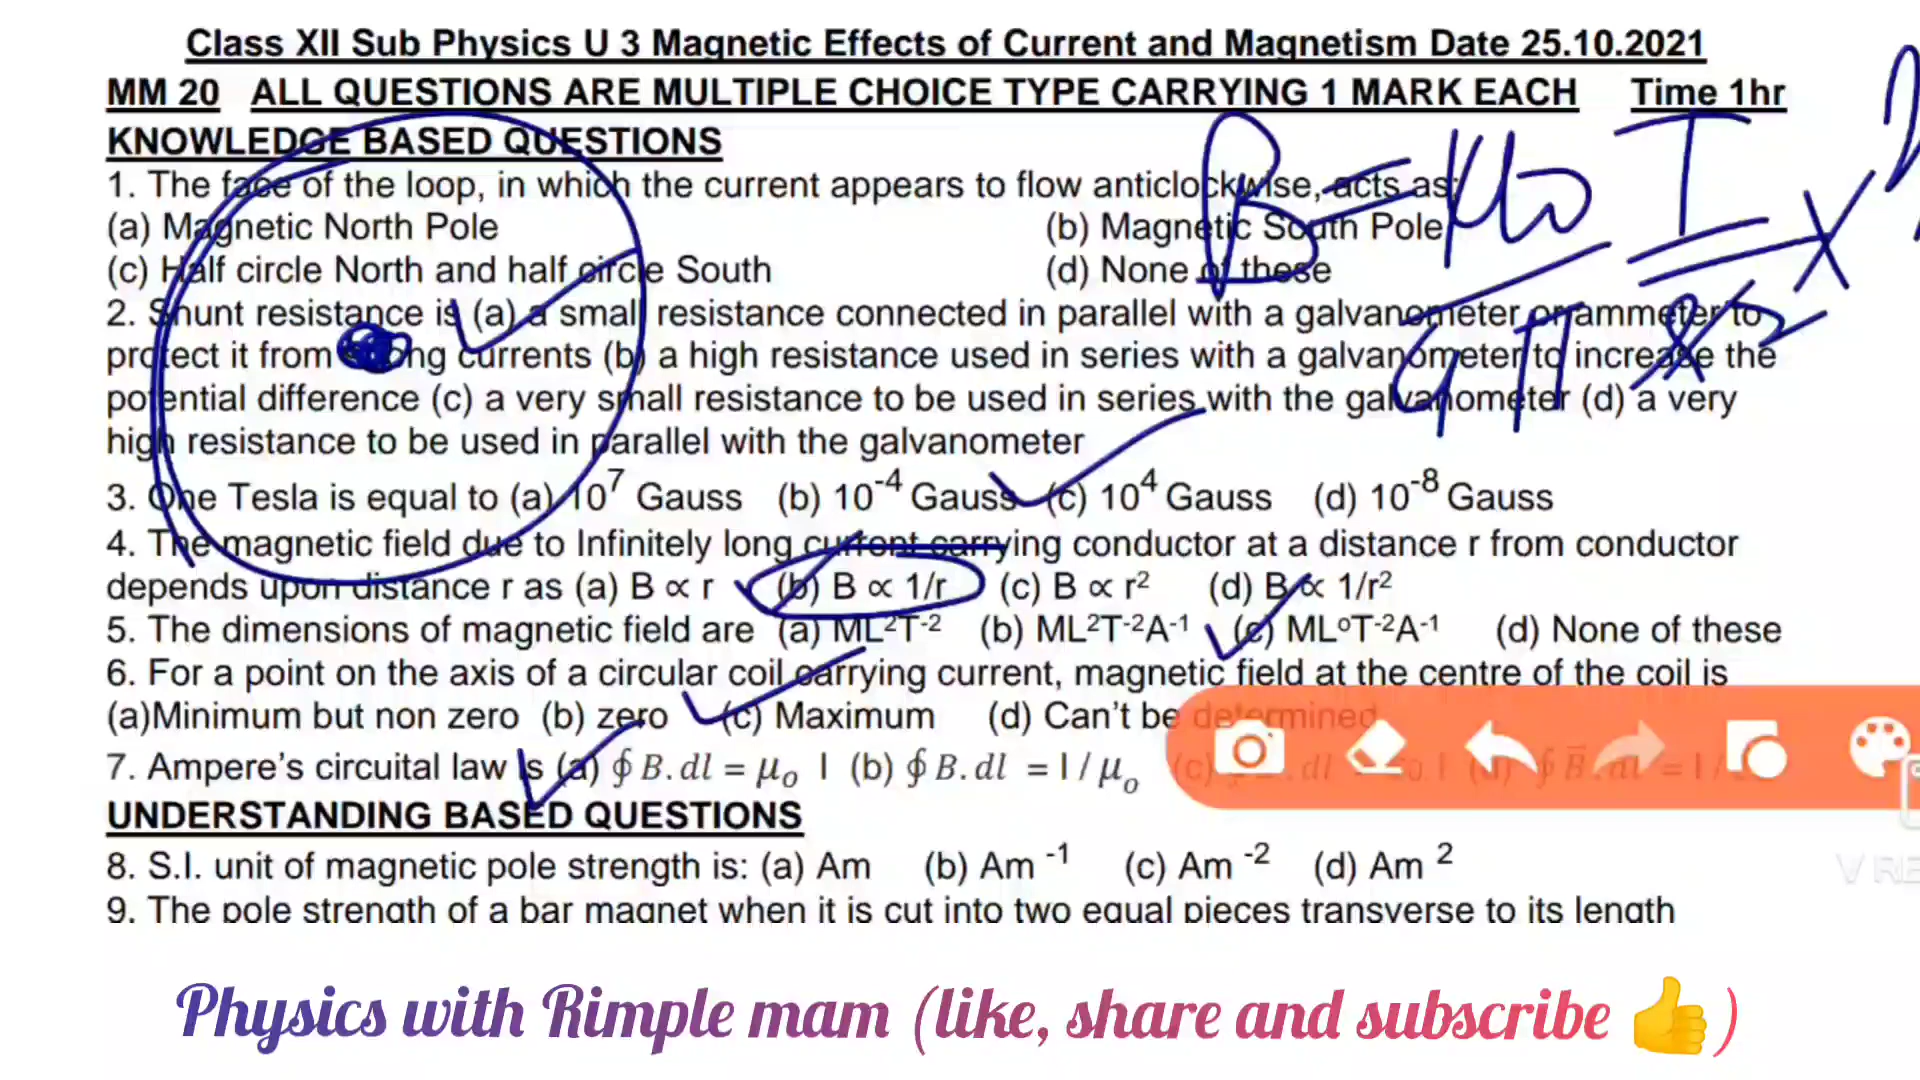 Class XII Sub Physics U 3 Magnetic Effects of Current and Magnetism Date 25.10.2021
MM 20 ALL QUESTIONS ARE MULTIPLE CHOICE TYPE CARRYING 1 MARK EACH Time 1hr
KNOWLEDGE BASED QUESTIONS
1. The face of the loop, in which the current appears to flow anticlockwise, acts as:
(a) Magnetic North Pole (b) Magnetic South Pole
(c) Half circle North and half circle South (d) None of these
2. Shunt resistance is (a) a small resistance connected in parallel with a galvanometer or ammeter to
protect it from strong currents (b) a high resistance used in series with a galvanometer to increase the
potential difference (c) a very small resistance to be used in series with the galvanometer (d) a very
high resistance to be used in parallel with the galvanometer
3. One Tesla is equal to (a) 10⁷ Gauss (b) 10⁻⁴ Gauss (c) 10⁴ Gauss (d) 10⁻⁸ Gauss
4. The magnetic field due to Infinitely long current carrying conductor at a distance r from conductor
depends upon distance r as (a) B ∝ r (b) B ∝ 1/r (c) B ∝ r² (d) B ∝ 1/r²
5. The dimensions of magnetic field are (a) ML²T⁻² (b) ML²T⁻²A⁻¹ (c) ML⁰T⁻²A⁻¹ (d) None of these
6. For a point on the axis of a circular coil carrying current, magnetic field at the centre of the coil is
(a)Minimum but non zero (b) zero (c) Maximum (d) Can't be determined
7. Ampere's circuital law is (a) ∮ B.dl = μₒ I (b) ∮ B.dl = I / μₒ (c)
UNDERSTANDING BASED QUESTIONS
8. S.I. unit of magnetic pole strength is: (a) Am (b) Am ⁻¹ (c) Am ⁻² (d) Am ²
9. The pole strength of a bar magnet when it is cut into two equal pieces transverse to its length
Physics with Rimple mam (like, share and subscribe 👍)